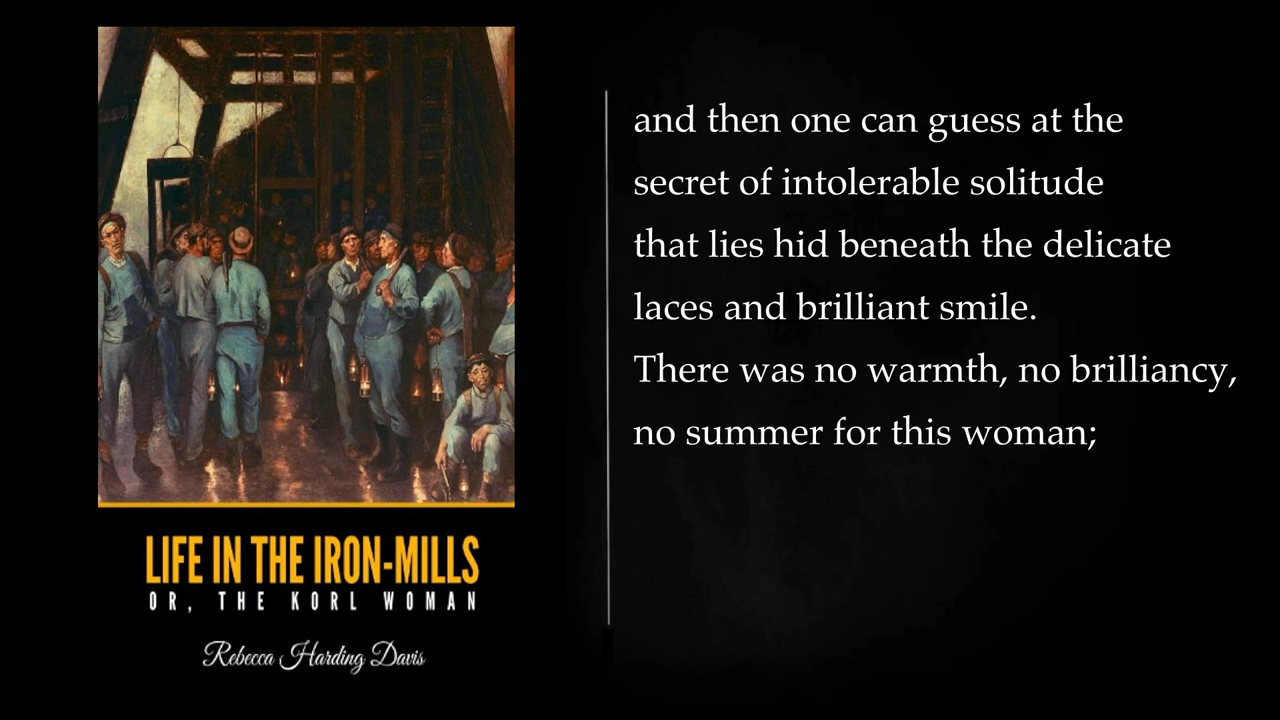 LIFE IN THE IRON-MILLS
OR, THE KORL WOMAN
Rebecca Harding Davis
and then one can guess at the
secret of intolerable solitude
that lies hid beneath the delicate
laces and brilliant smile.
There was no warmth, no brilliancy,
no summer for this woman;